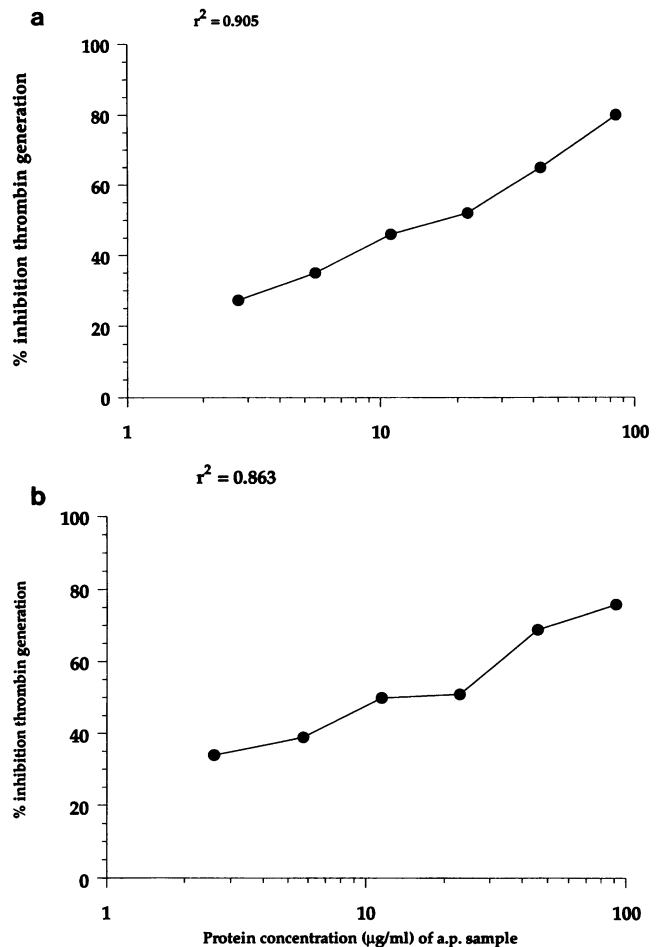 a
r² = 0.905
% inhibition thrombin generation
100
80
60
40
20
0
1 10 100
b
r² = 0.863
% inhibition thrombin generation
100
80
60
40
20
0
1 10 100
Protein concentration (µg/ml) of a.p. sample